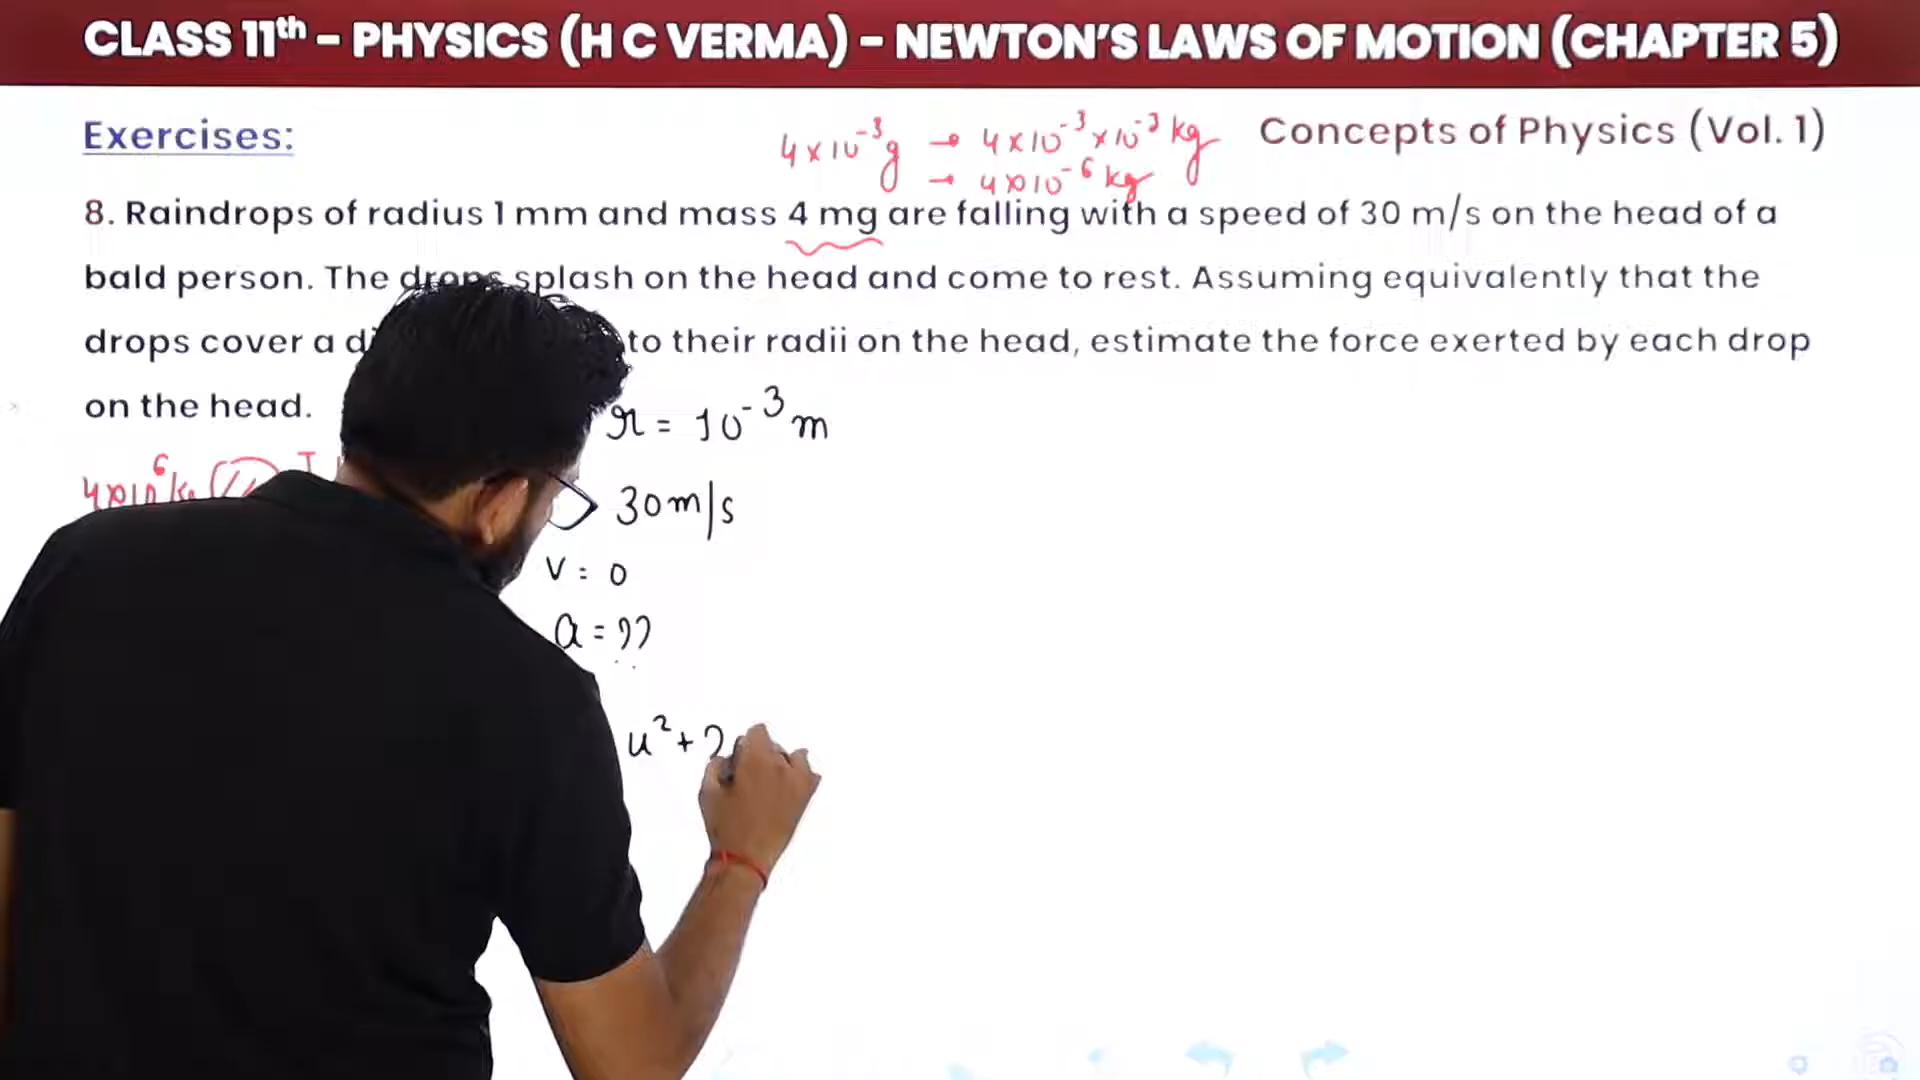 CLASS 11th - PHYSICS (H C VERMA) - NEWTON'S LAWS OF MOTION (CHAPTER 5)
Exercises:
4×10⁻³g → 4×10⁻³×10⁻³ kg
→ 4×10⁻⁶ kg
Concepts of Physics (Vol. 1)
8. Raindrops of radius 1 mm and mass 4 mg are falling with a speed of 30 m/s on the head of a
bald person. The drops splash on the head and come to rest. Assuming equivalently that the
drops cover a to their radii on the head, estimate the force exerted by each drop
on the head.
r = 10⁻³ m
30m/s
v = 0
a = ??
u² + 2